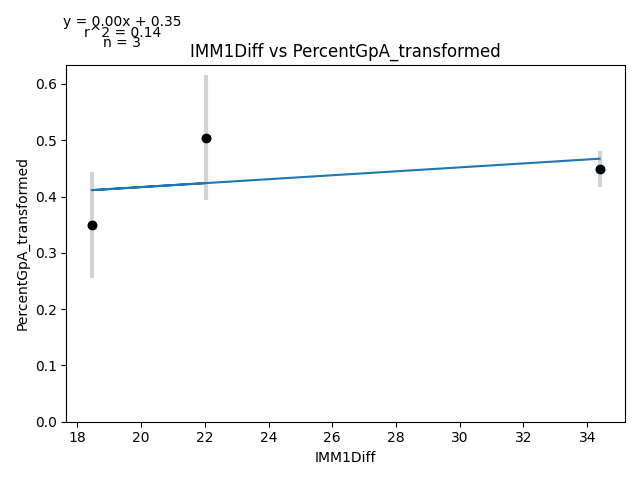 y = 0.00x + 0.35
r^2 = 0.14
n = 3
IMM1Diff vs PercentGpA_transformed
PercentGpA_transformed
0.6
0.5
0.4
0.3
0.2
0.1
0.0
18 20 22 24 26 28 30 32 34
IMM1Diff